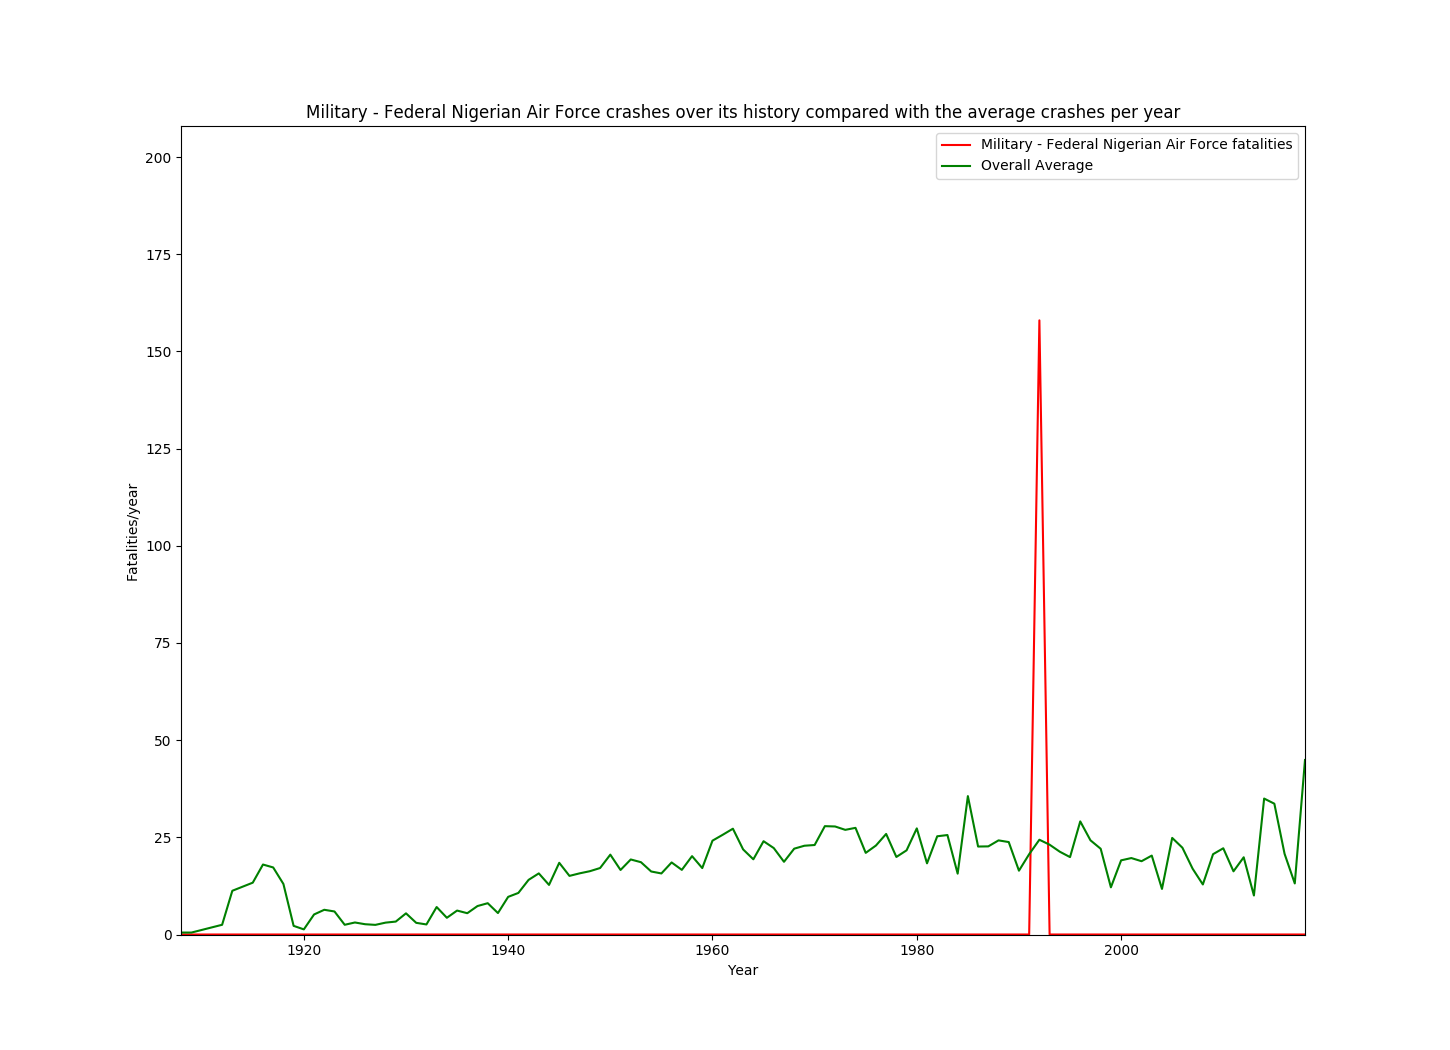 Military - Federal Nigerian Air Force crashes over its history compared with the average crashes per year
Military - Federal Nigerian Air Force fatalities
Overall Average
200
175
150
125
100
75
50
25
0
Fatalities/year
1920
1940
1960
1980
2000
Year